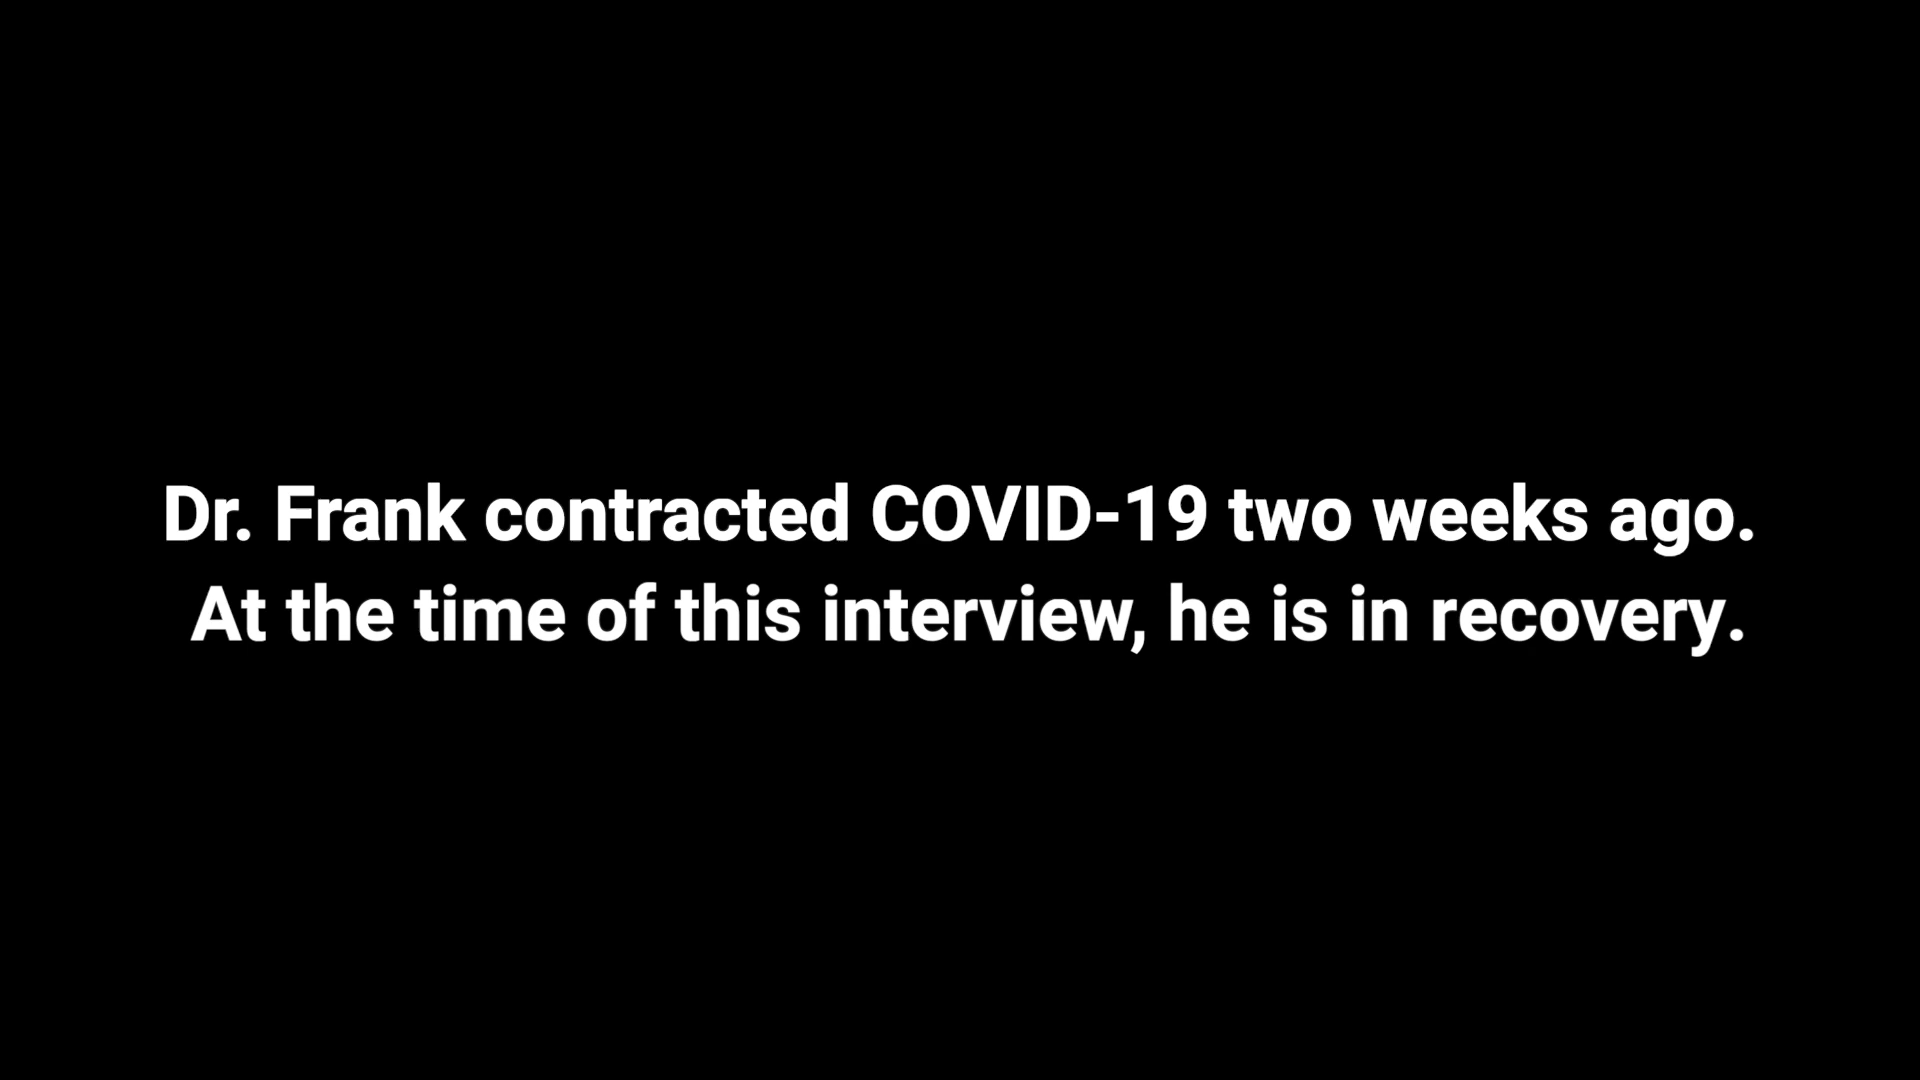 Dr. Frank contracted COVID-19 two weeks ago.
At the time of this interview, he is in recovery.